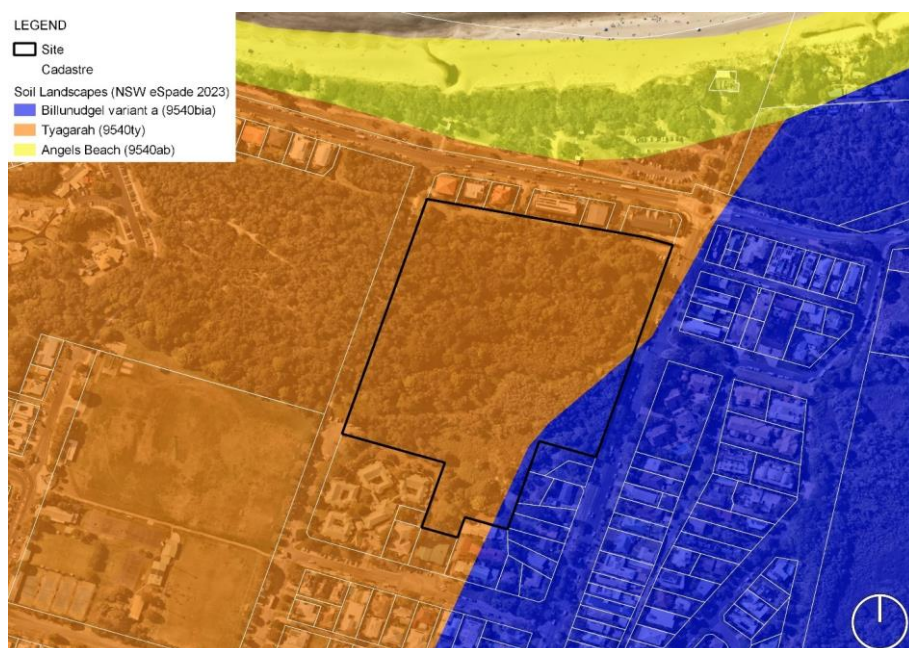 LEGEND
Site
Cadastre
Soil Landscapes (NSW eSpade 2023)
Billunudgel variant a (9540bia)
Tyagarah (9540ty)
Angels Beach (9540ab)